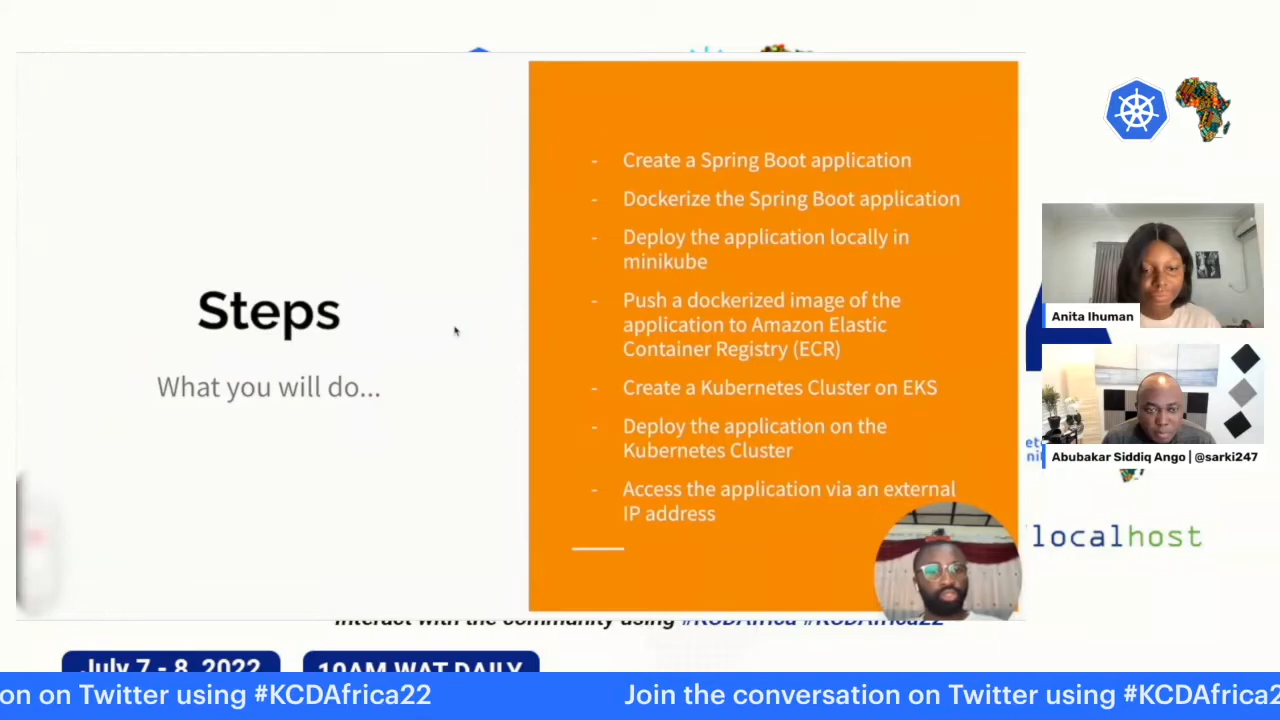 Steps
What you will do...
- Create a Spring Boot application
- Dockerize the Spring Boot application
- Deploy the application locally in
minikube
- Push a dockerized image of the
application to Amazon Elastic
Container Registry (ECR)
- Create a Kubernetes Cluster on EKS
- Deploy the application on the
Kubernetes Cluster
- Access the application via an external
IP address
Anita Ihuman
Abubakar Siddiq Ango | @sarki247
localhost
Interact with the community using #KCDAfrica #KCDAfrica22
July 7 - 8, 2022
10AM WAT DAILY
on on Twitter using #KCDAfrica22
Join the conversation on Twitter using #KCDAfrica2